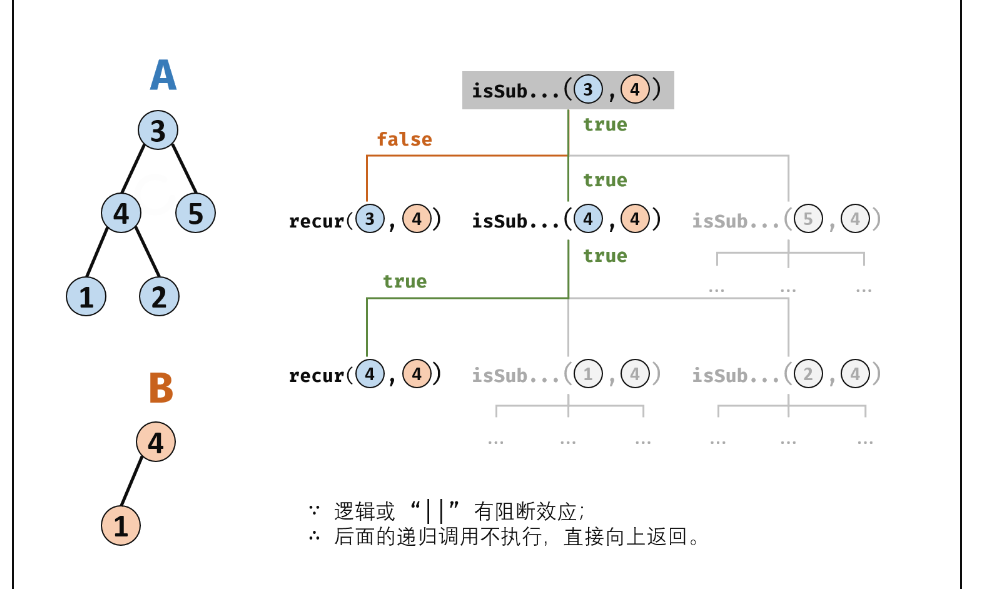 A
3
4
5
1
2
B
4
1
isSub...(3,4)
true
false
true
recur(3,4)
isSub...(4,4)
isSub...(5,4)
true
... ... ...
true
recur(4,4)
isSub...(1,4)
isSub...(2,4)
... ... ...
... ... ...
∵ 逻辑或 “||” 有阻断效应；
∴ 后面的递归调用不执行，直接向上返回。